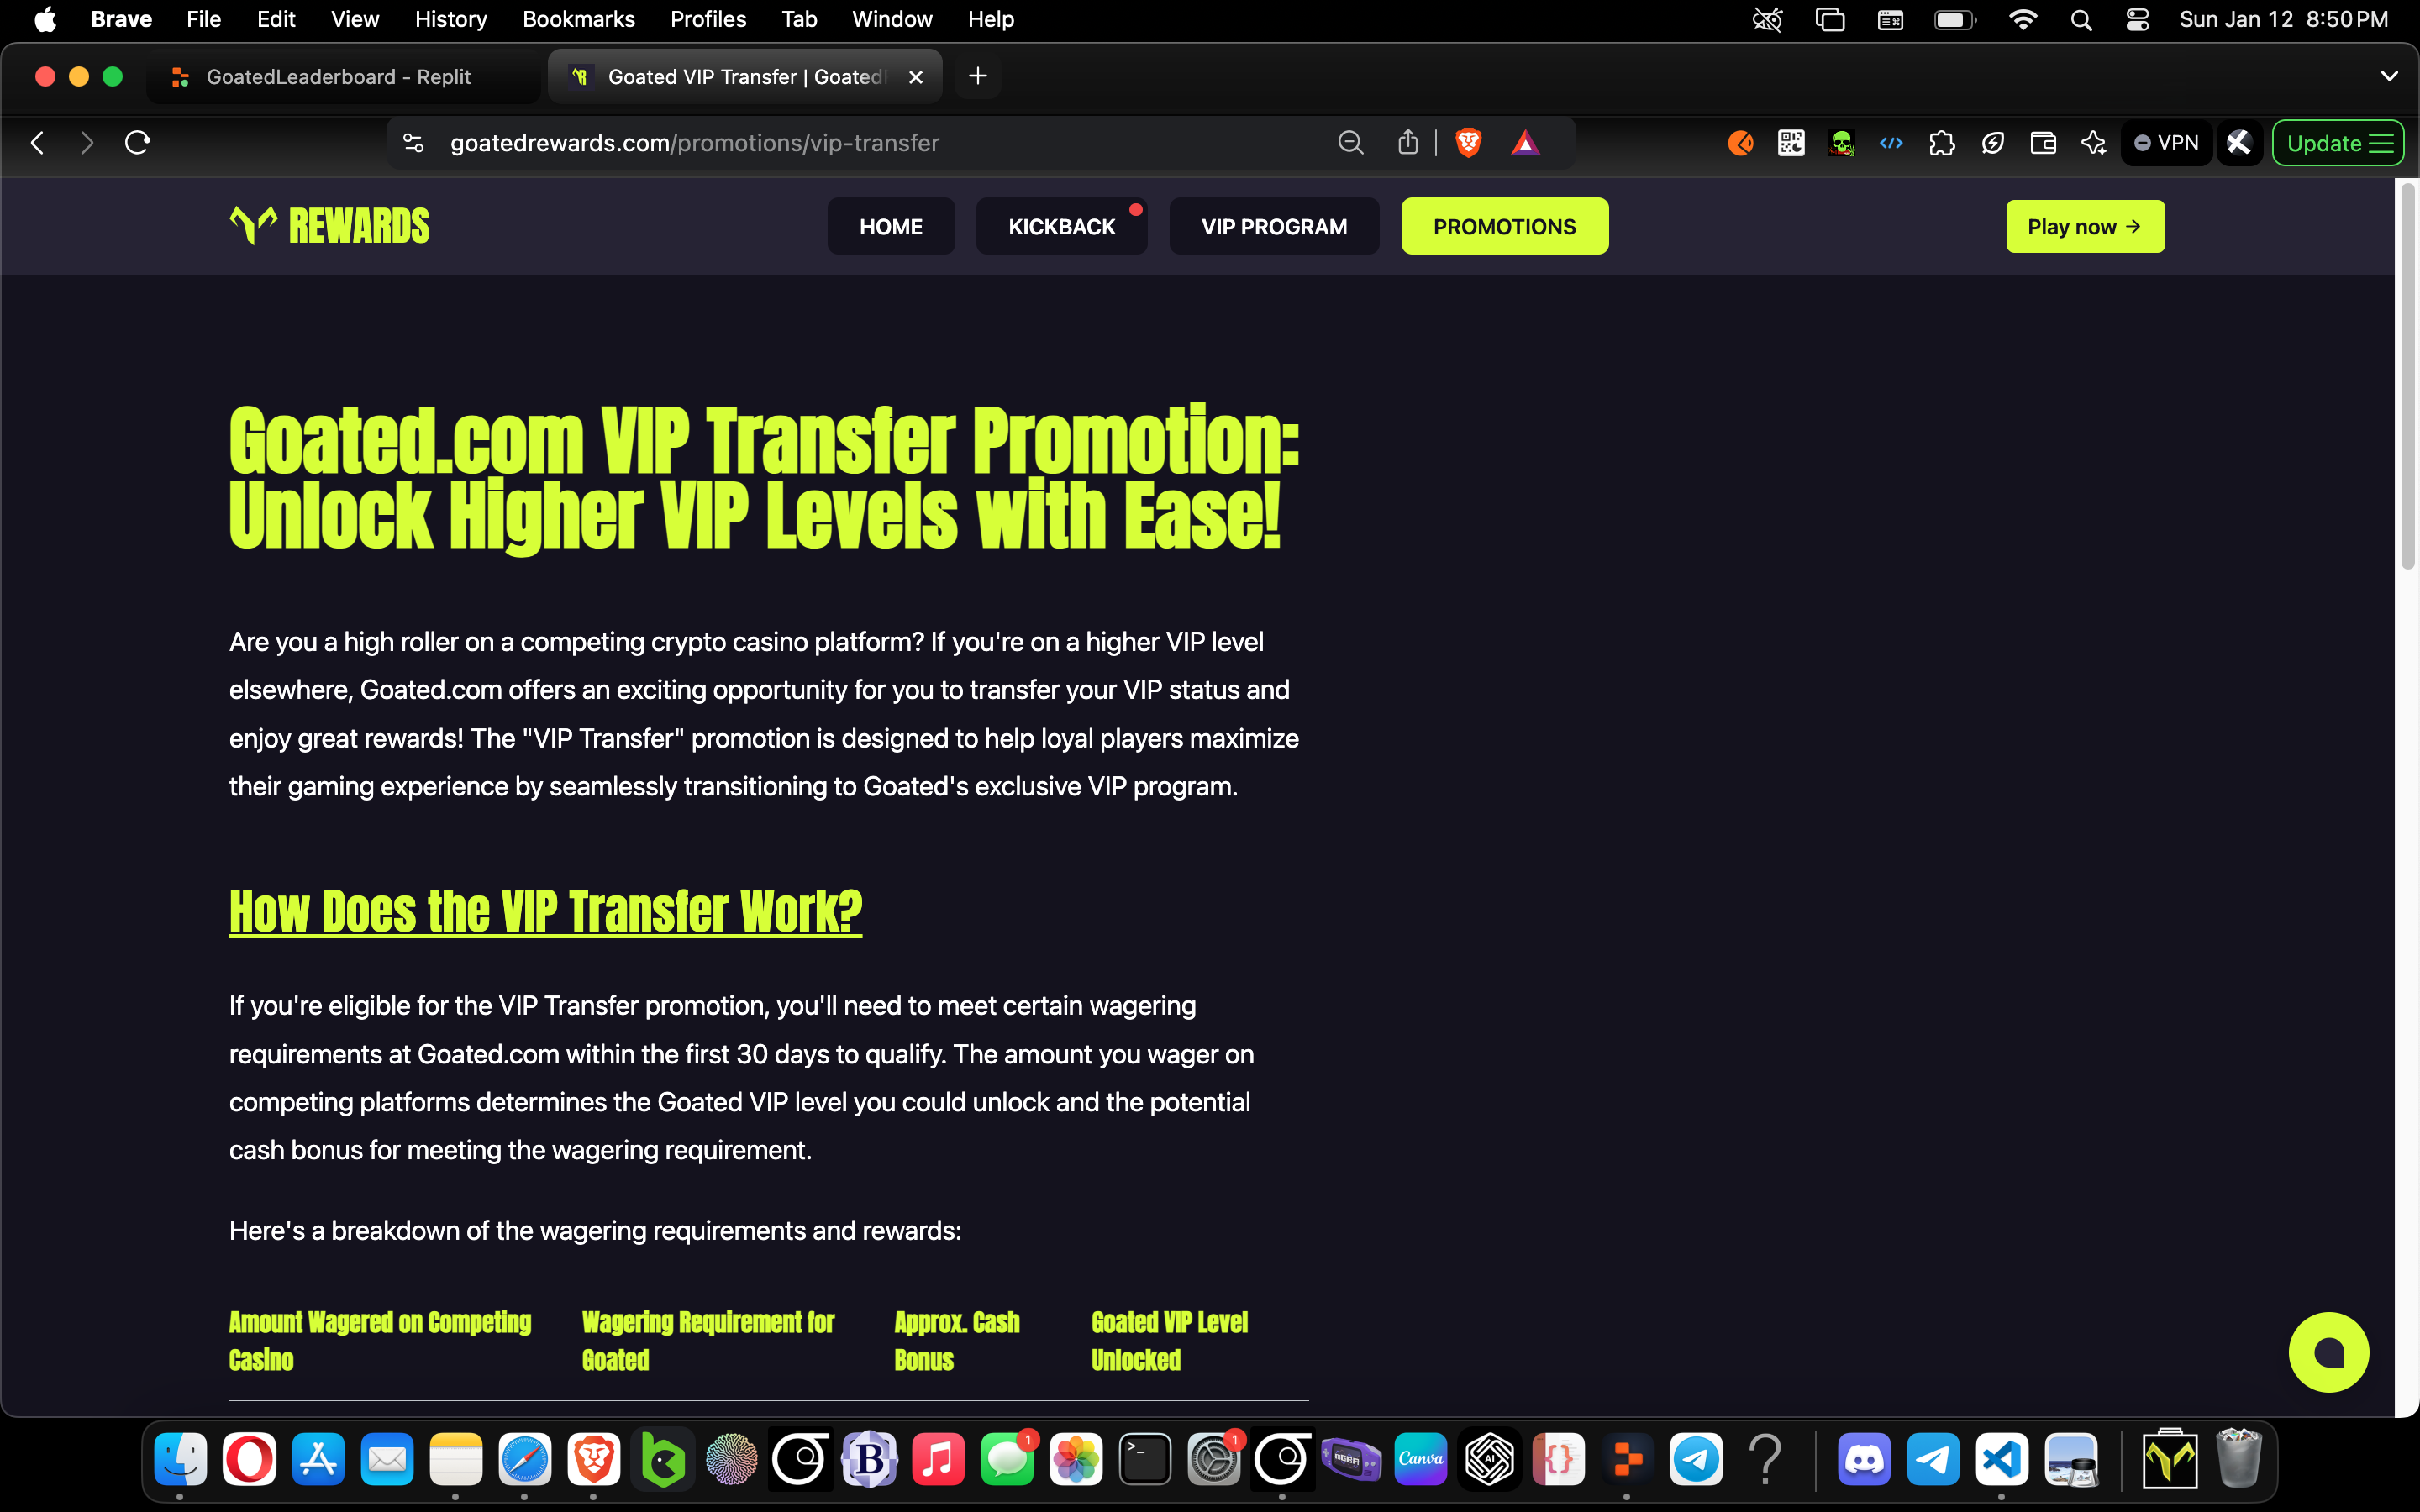 Brave File Edit View History Bookmarks Profiles Tab Window Help Sun Jan 12 8:50 PM
GoatedLeaderboard - Replit Goated VIP Transfer | Goated
goatedrewards.com/promotions/vip-transfer VPN Update
REWARDS HOME KICKBACK VIP PROGRAM PROMOTIONS Play now →
Goated.com VIP Transfer Promotion:
Unlock Higher VIP Levels with Ease!
Are you a high roller on a competing crypto casino platform? If you're on a higher VIP level
elsewhere, Goated.com offers an exciting opportunity for you to transfer your VIP status and
enjoy great rewards! The "VIP Transfer" promotion is designed to help loyal players maximize
their gaming experience by seamlessly transitioning to Goated's exclusive VIP program.
How Does the VIP Transfer Work?
If you're eligible for the VIP Transfer promotion, you'll need to meet certain wagering
requirements at Goated.com within the first 30 days to qualify. The amount you wager on
competing platforms determines the Goated VIP level you could unlock and the potential
cash bonus for meeting the wagering requirement.
Here's a breakdown of the wagering requirements and rewards:
Amount Wagered on Competing
Casino
Wagering Requirement for
Goated
Approx. Cash
Bonus
Goated VIP Level
Unlocked
B 1 >_ 1 mGBA Canva AI {} ?